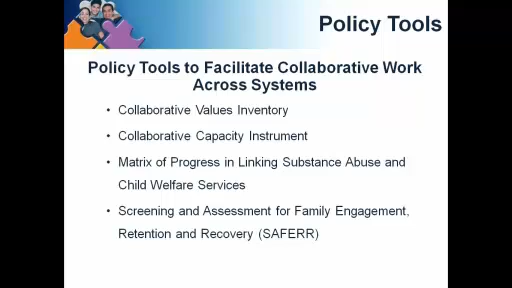 Policy Tools
Policy Tools to Facilitate Collaborative Work
Across Systems
• Collaborative Values Inventory
• Collaborative Capacity Instrument
• Matrix of Progress in Linking Substance Abuse and
Child Welfare Services
• Screening and Assessment for Family Engagement,
Retention and Recovery (SAFERR)